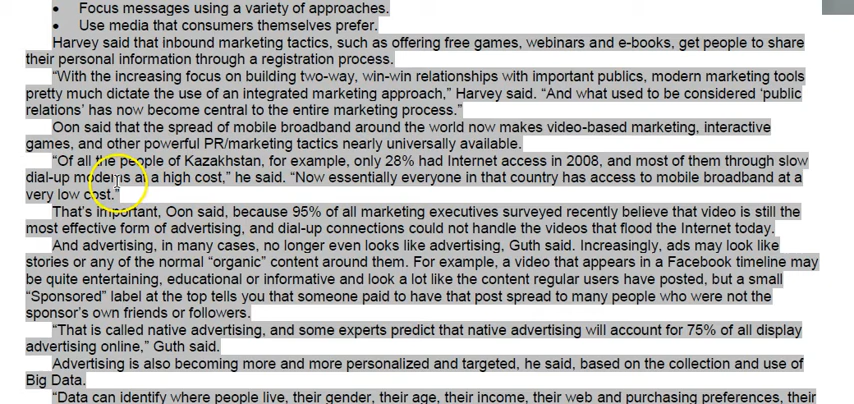 • Focus messages using a variety of approaches.
• Use media that consumers themselves prefer.
Harvey said that inbound marketing tactics, such as offering free games, webinars and e-books, get people to share
their personal information through a registration process.
“With the increasing focus on building two-way, win-win relationships with important publics, modern marketing tools
pretty much dictate the use of an integrated marketing approach,” Harvey said. “And what used to be considered ‘public
relations’ has now become central to the entire marketing process.”
Oon said that the spread of mobile broadband around the world now makes video-based marketing, interactive
games, and other powerful PR/marketing tactics nearly universally available.
“Of all the people of Kazakhstan, for example, only 28% had Internet access in 2008, and most of them through slow
dial-up modems at a high cost,” he said. “Now essentially everyone in that country has access to mobile broadband at a
very low cost.”
That’s important, Oon said, because 95% of all marketing executives surveyed recently believe that video is still the
most effective form of advertising, and dial-up connections could not handle the videos that flood the Internet today.
And advertising, in many cases, no longer even looks like advertising, Guth said. Increasingly, ads may look like
stories or any of the normal “organic” content around them. For example, a video that appears in a Facebook timeline may
be quite entertaining, educational or informative and look a lot like the content regular users have posted, but a small
“Sponsored” label at the top tells you that someone paid to have that post spread to many people who were not the
sponsor’s own friends or followers.
“That is called native advertising, and some experts predict that native advertising will account for 75% of all display
advertising online,” Guth said.
Advertising is also becoming more and more personalized and targeted, he said, based on the collection and use of
Big Data.
“Data can identify where people live, their gender, their age, their income, their web and purchasing preferences, their